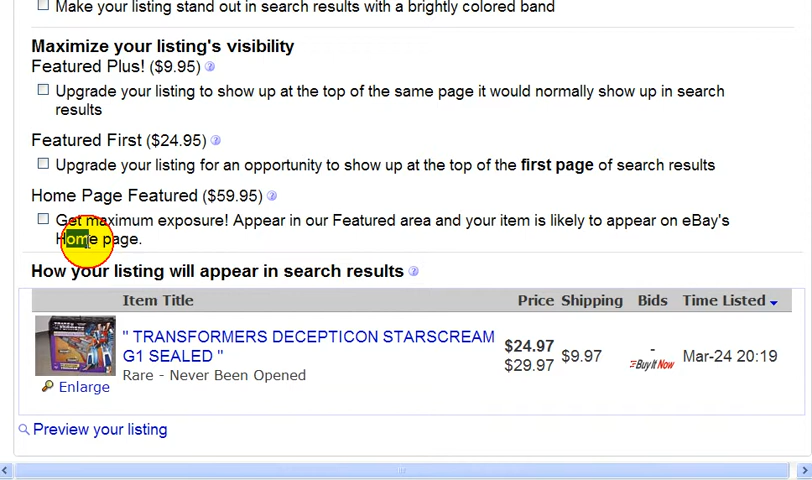 Make your listing stand out in search results with a brightly colored band
Maximize your listing's visibility
Featured Plus! ($9.95)
Upgrade your listing to show up at the top of the same page it would normally show up in search
results
Featured First ($24.95)
Upgrade your listing for an opportunity to show up at the top of the first page of search results
Home Page Featured ($59.95)
Get maximum exposure! Appear in our Featured area and your item is likely to appear on eBay's
Home page.
How your listing will appear in search results
Item Title Price Shipping Bids Time Listed
" TRANSFORMERS DECEPTICON STARSCREAM
G1 SEALED "
Rare - Never Been Opened
$24.97
$29.97
$9.97
-
Buy It Now
Mar-24 20:19
Enlarge
Preview your listing